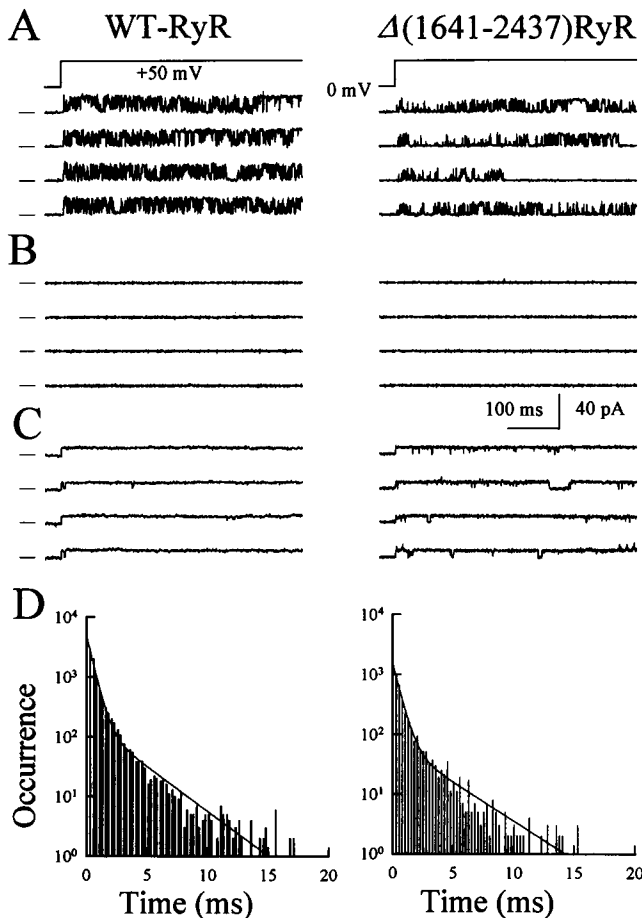 A WT-RyR Δ(1641-2437)RyR
+50 mV
0 mV
B
100 ms 40 pA
C
D
10⁴ 10⁴
10³ 10³
10² 10²
10¹ 10¹
10⁰ 10⁰
Occurrence
0 5 10 15 20 0 5 10 15 20
Time (ms) Time (ms)